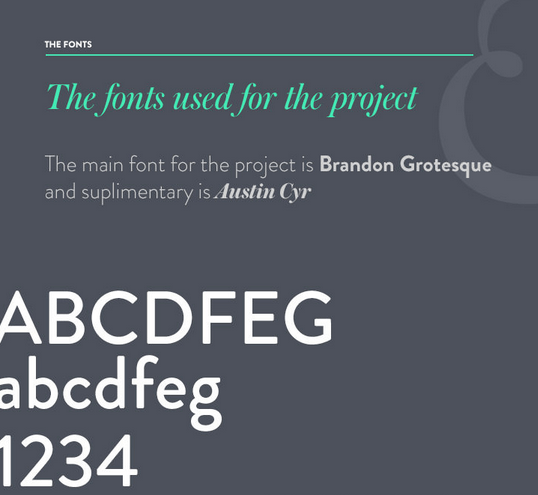 THE FONTS
The fonts used for the project
The main font for the project is Brandon Grotesque
and suplimentary is Austin Cyr
ABCDFEG
abcdfeg
1234